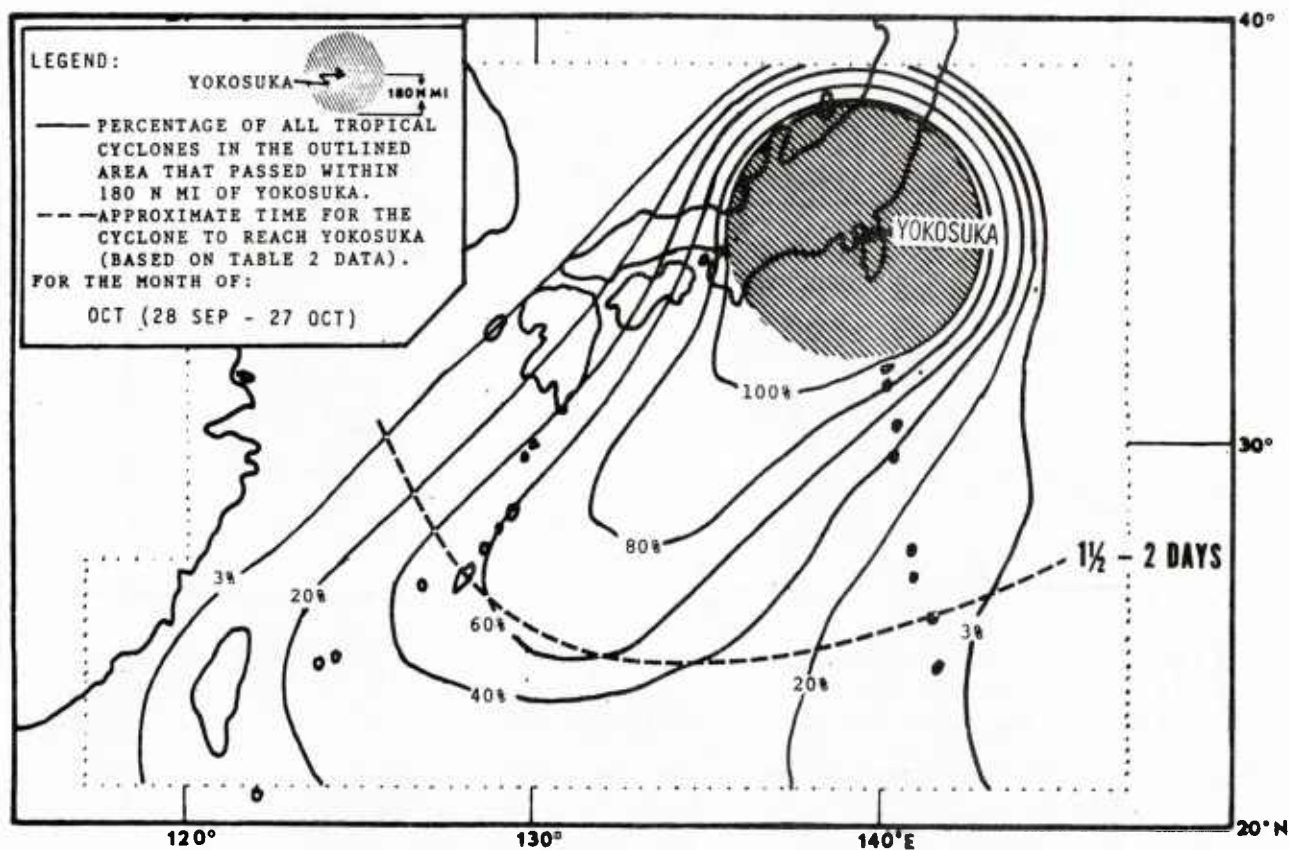 LEGEND:
YOKOSUKA
180 N MI
PERCENTAGE OF ALL TROPICAL
CYCLONES IN THE OUTLINED
AREA THAT PASSED WITHIN
180 N MI OF YOKOSUKA.
APPROXIMATE TIME FOR THE
CYCLONE TO REACH YOKOSUKA
(BASED ON TABLE 2 DATA).
FOR THE MONTH OF:
OCT (28 SEP - 27 OCT)
40°
YOKOSUKA
100%
30°
80%
1½ - 2 DAYS
3%
20%
60%
3%
40%
20%
120°
130°
140°E
20°N